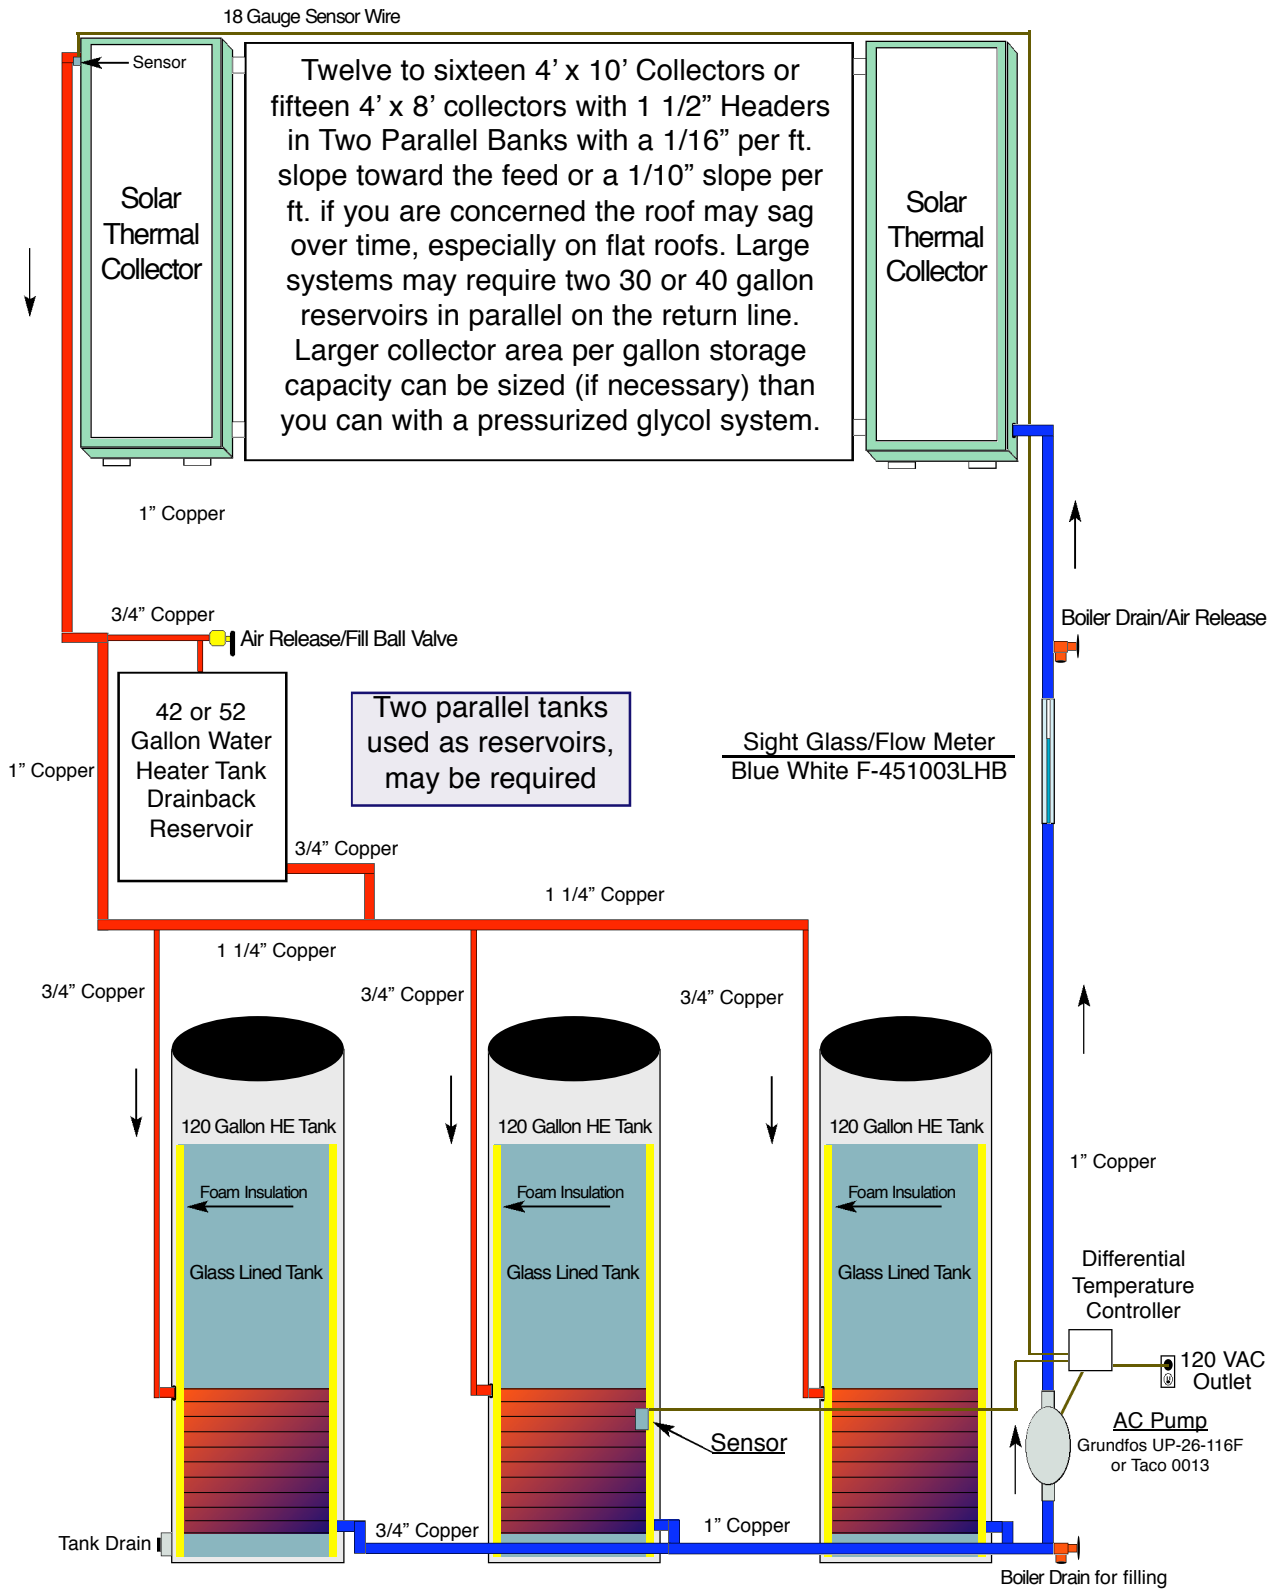 18 Gauge Sensor Wire
Sensor
Solar
Thermal
Collector
Twelve to sixteen 4’ x 10’ Collectors or
fifteen 4’ x 8’ collectors with 1 1/2” Headers
in Two Parallel Banks with a 1/16” per ft.
slope toward the feed or a 1/10” slope per
ft. if you are concerned the roof may sag
over time, especially on flat roofs. Large
systems may require two 30 or 40 gallon
reservoirs in parallel on the return line.
Larger collector area per gallon storage
capacity can be sized (if necessary) than
you can with a pressurized glycol system.
Solar
Thermal
Collector
1” Copper
3/4” Copper
Air Release/Fill Ball Valve
Boiler Drain/Air Release
42 or 52
Gallon Water
Heater Tank
Drainback
Reservoir
1” Copper
Two parallel tanks
used as reservoirs,
may be required
Sight Glass/Flow Meter
Blue White F-451003LHB
3/4” Copper
1 1/4” Copper
1 1/4” Copper
3/4” Copper
3/4” Copper
3/4” Copper
120 Gallon HE Tank
Foam Insulation
Glass Lined Tank
120 Gallon HE Tank
Foam Insulation
Glass Lined Tank
120 Gallon HE Tank
Foam Insulation
Glass Lined Tank
1” Copper
Differential
Temperature
Controller
120 VAC
Outlet
AC Pump
Grundfos UP-26-116F
or Taco 0013
Sensor
Tank Drain
3/4” Copper
1” Copper
Boiler Drain for filling